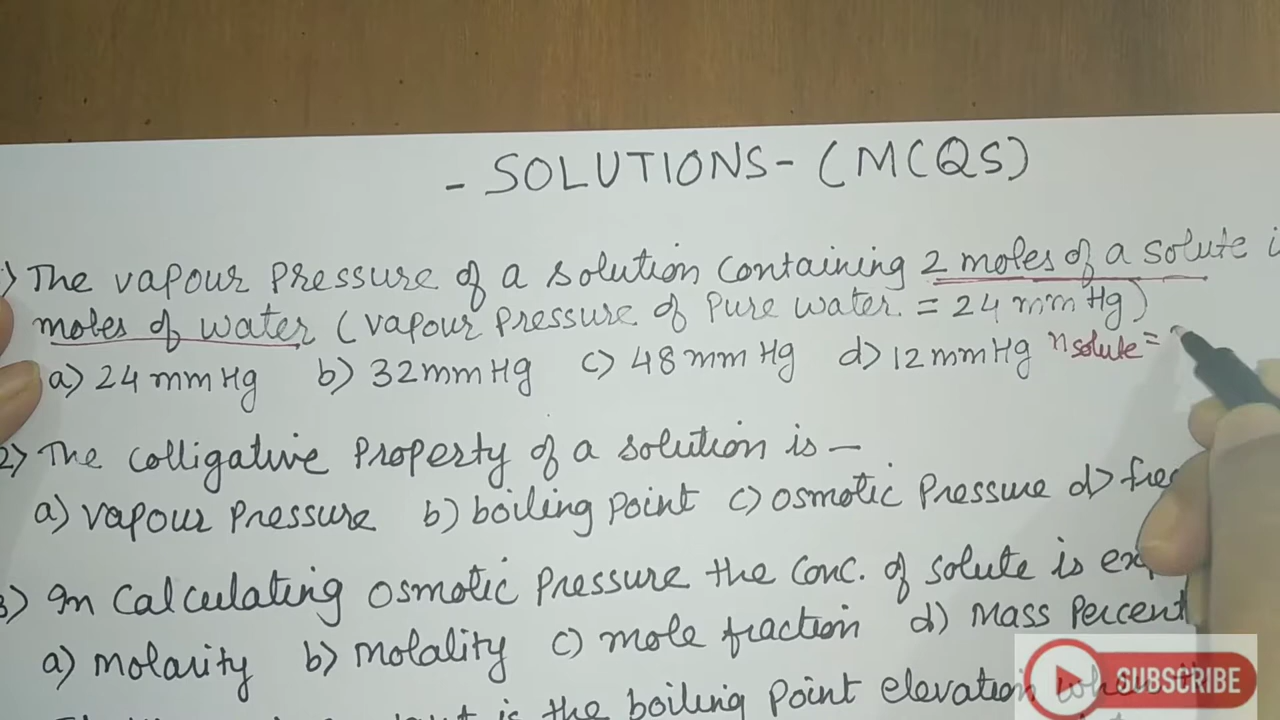 - SOLUTIONS - (MCQS)
) The vapour pressure of a solution containing 2 moles of a solute i
moles of water (vapour pressure of pure water = 24 mm Hg)
a) 24 mm Hg b) 32mm Hg c) 48 mm Hg d) 12 mm Hg n solute =
2) The colligative property of a solution is —
a) vapour pressure b) boiling point c) osmotic pressure d)
3) In calculating osmotic pressure the conc. of solute is
a) molarity b) molality c) mole fraction d) mass percent
is the boiling point elevation
SUBSCRIBE